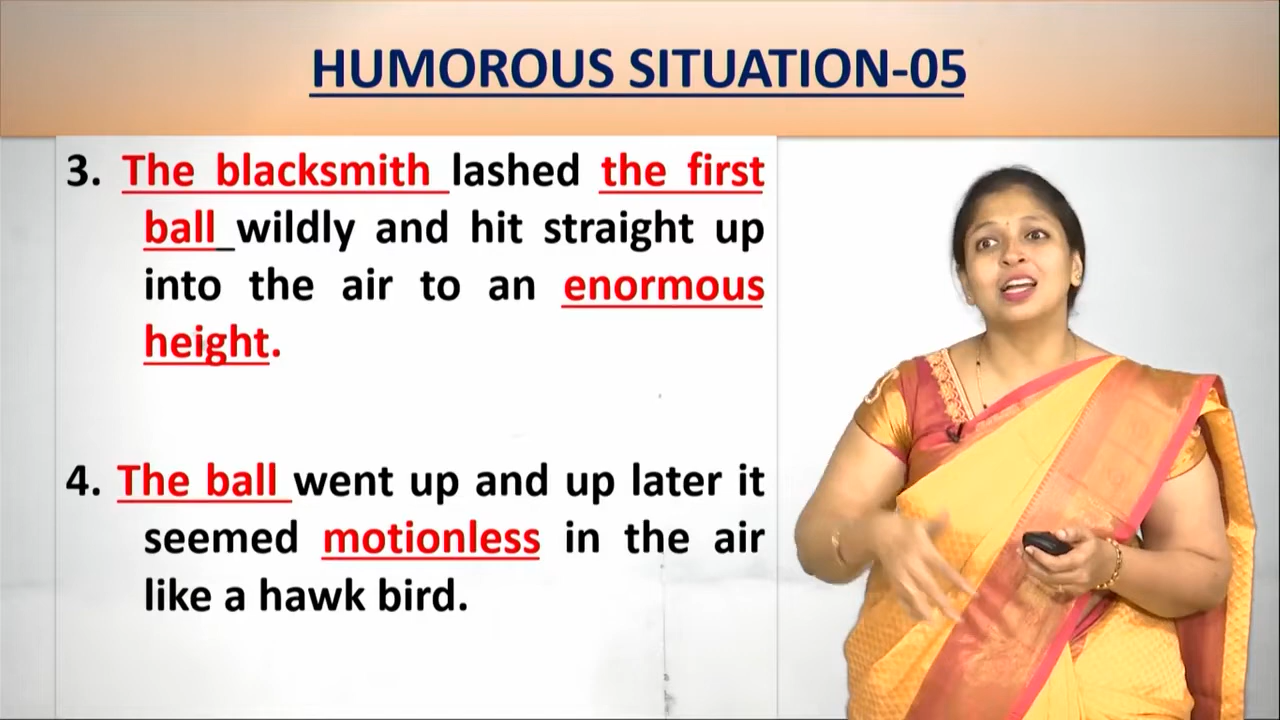 HUMOROUS SITUATION-05
3. The blacksmith lashed the first
ball wildly and hit straight up
into the air to an enormous
height.
4. The ball went up and up later it
seemed motionless in the air
like a hawk bird.